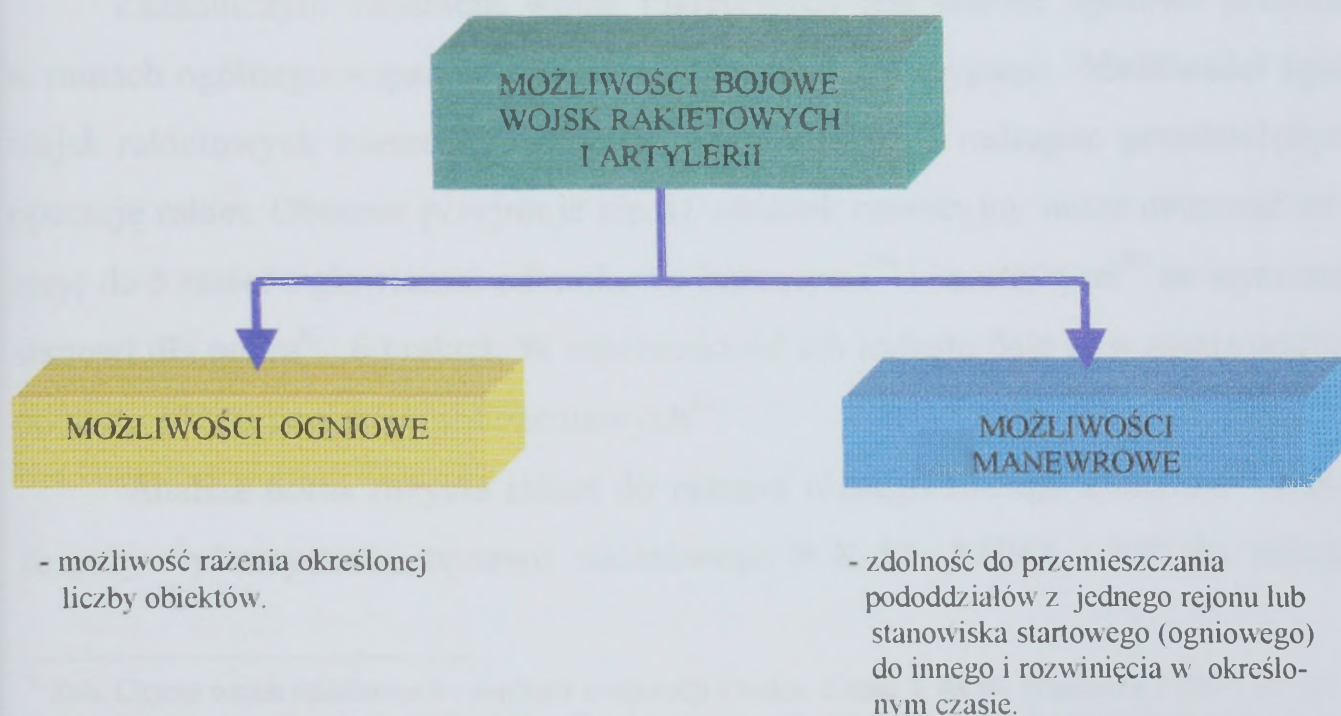 MOŻLIWOŚCI BOJOWE
WOJSK RAKIETOWYCH
I ARTYLERiI
MOŻLIWOŚCI OGNIOWE
MOŻLIWOŚCI
MANEWROWE
- możliwość rażenia określonej
liczby obiektów.
- zdolność do przemieszczania
pododdziałów z jednego rejonu lub
stanowiska startowego (ogniowego)
do innego i rozwinięcia w określo-
nym czasie.